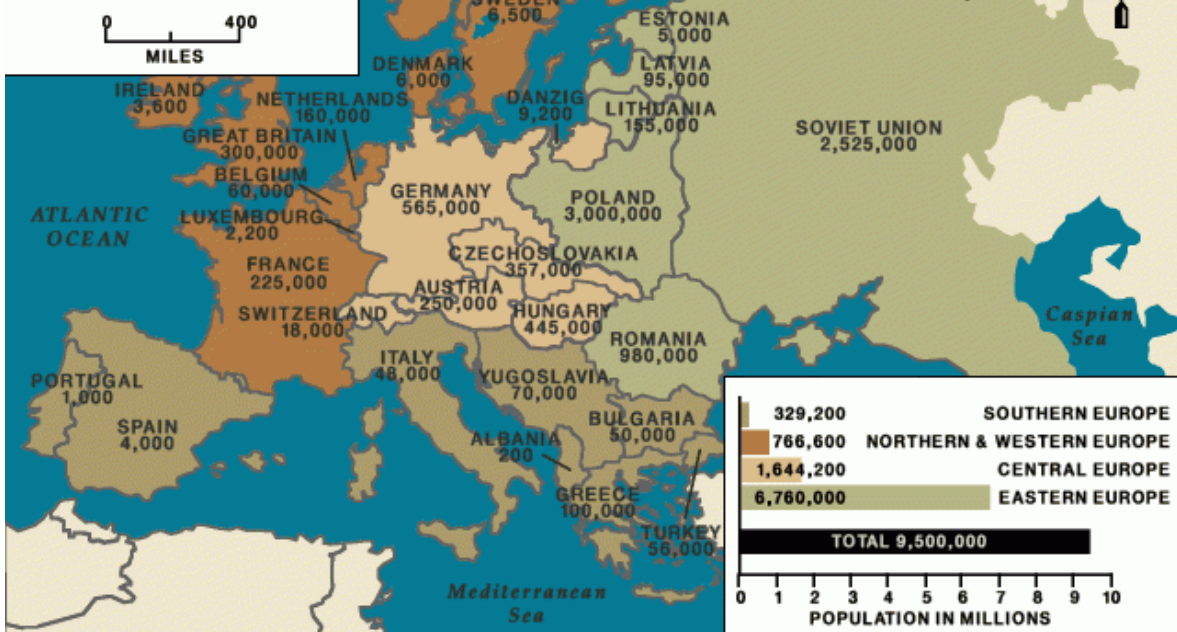 0 400
MILES
SWEDEN
6,500
ESTONIA
5,000
DENMARK
6,000
LATVIA
95,000
IRELAND
3,600
NETHERLANDS
160,000
DANZIG
9,200
LITHUANIA
155,000
GREAT BRITAIN
300,000
SOVIET UNION
2,525,000
BELGIUM
60,000
GERMANY
565,000
POLAND
3,000,000
ATLANTIC
OCEAN
LUXEMBOURG
2,200
CZECHOSLOVAKIA
357,000
FRANCE
225,000
AUSTRIA
250,000
SWITZERLAND
18,000
HUNGARY
445,000
Caspian
Sea
ROMANIA
980,000
ITALY
48,000
PORTUGAL
1,000
YUGOSLAVIA
70,000
SPAIN
4,000
BULGARIA
50,000
ALBANIA
200
GREECE
100,000
TURKEY
56,000
Mediterranean
Sea
329,200 SOUTHERN EUROPE
766,600 NORTHERN & WESTERN EUROPE
1,644,200 CENTRAL EUROPE
6,760,000 EASTERN EUROPE
TOTAL 9,500,000
0 1 2 3 4 5 6 7 8 9 10
POPULATION IN MILLIONS